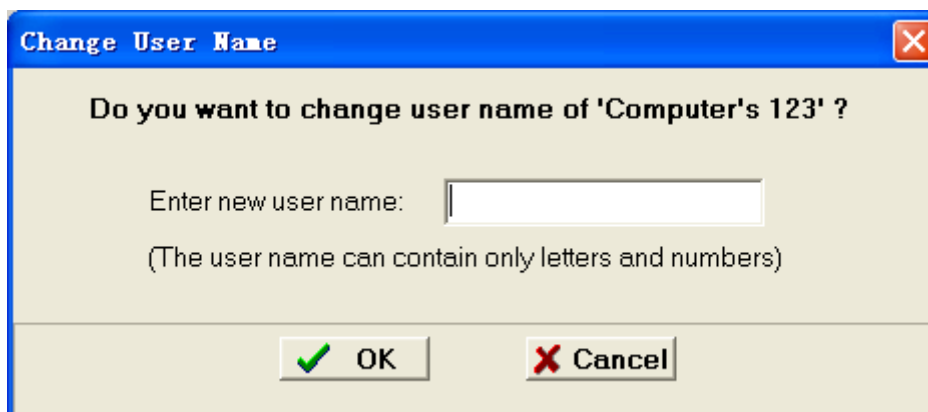 Change User Name
Do you want to change user name of 'Computer's 123' ?
Enter new user name:
(The user name can contain only letters and numbers)
OK
Cancel